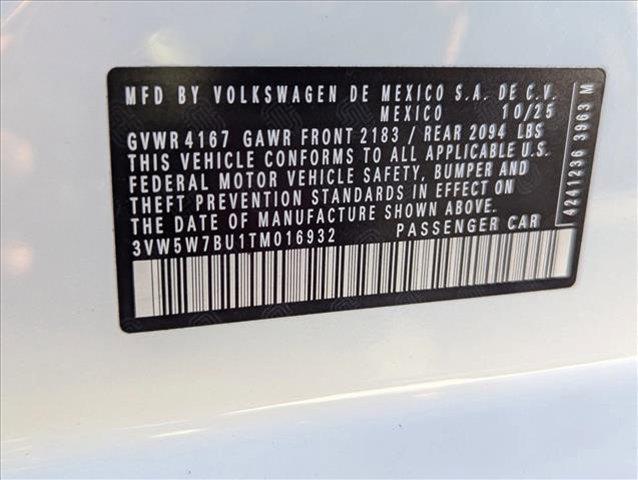 MFD BY VOLKSWAGEN DE MEXICO S.A. DE C.V.
MEXICO 10/25
GVWR 4167 GAWR FRONT 2183 / REAR 2094 LBS
THIS VEHICLE CONFORMS TO ALL APPLICABLE U.S.
FEDERAL MOTOR VEHICLE SAFETY, BUMPER AND
THEFT PREVENTION STANDARDS IN EFFECT ON
THE DATE OF MANUFACTURE SHOWN ABOVE.
3VW5W7BU1TM016932 PASSENGER CAR
4241236 3963 M